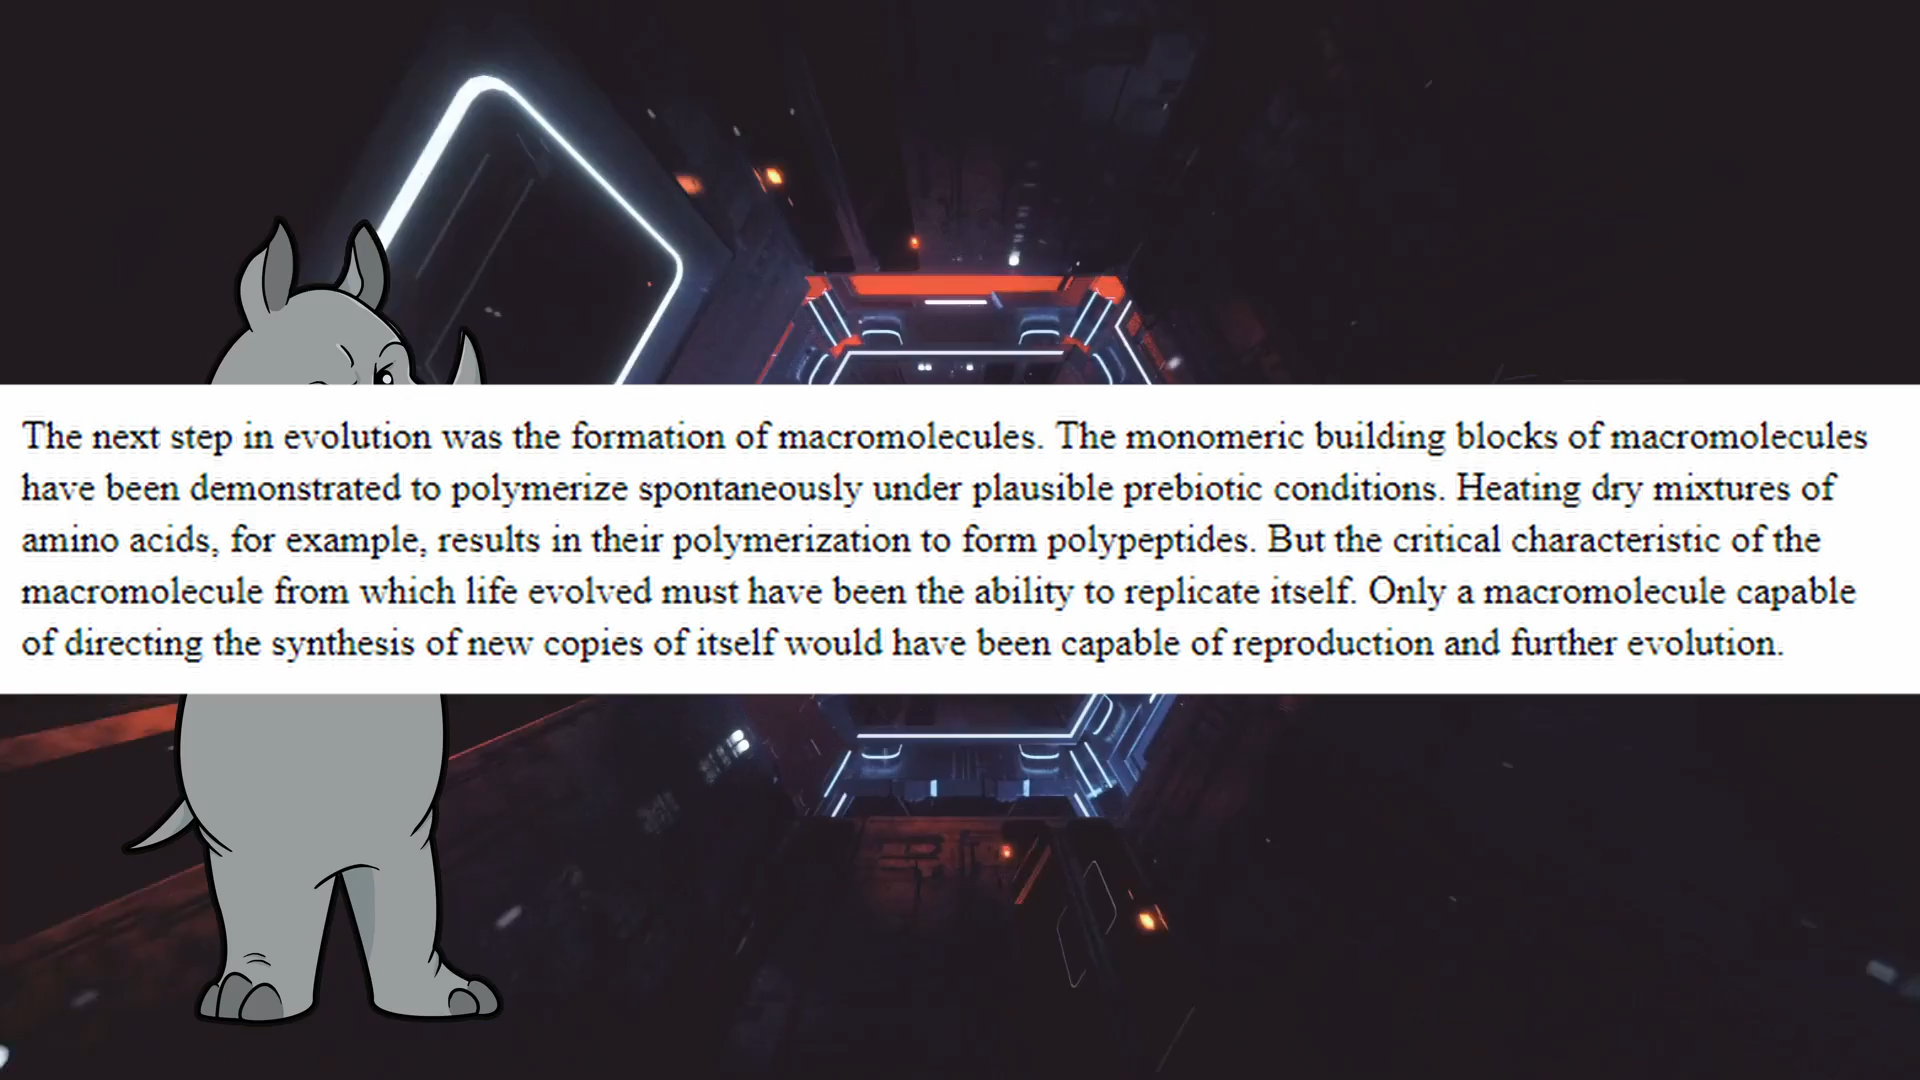 The next step in evolution was the formation of macromolecules. The monomeric building blocks of macromolecules
have been demonstrated to polymerize spontaneously under plausible prebiotic conditions. Heating dry mixtures of
amino acids, for example, results in their polymerization to form polypeptides. But the critical characteristic of the
macromolecule from which life evolved must have been the ability to replicate itself. Only a macromolecule capable
of directing the synthesis of new copies of itself would have been capable of reproduction and further evolution.